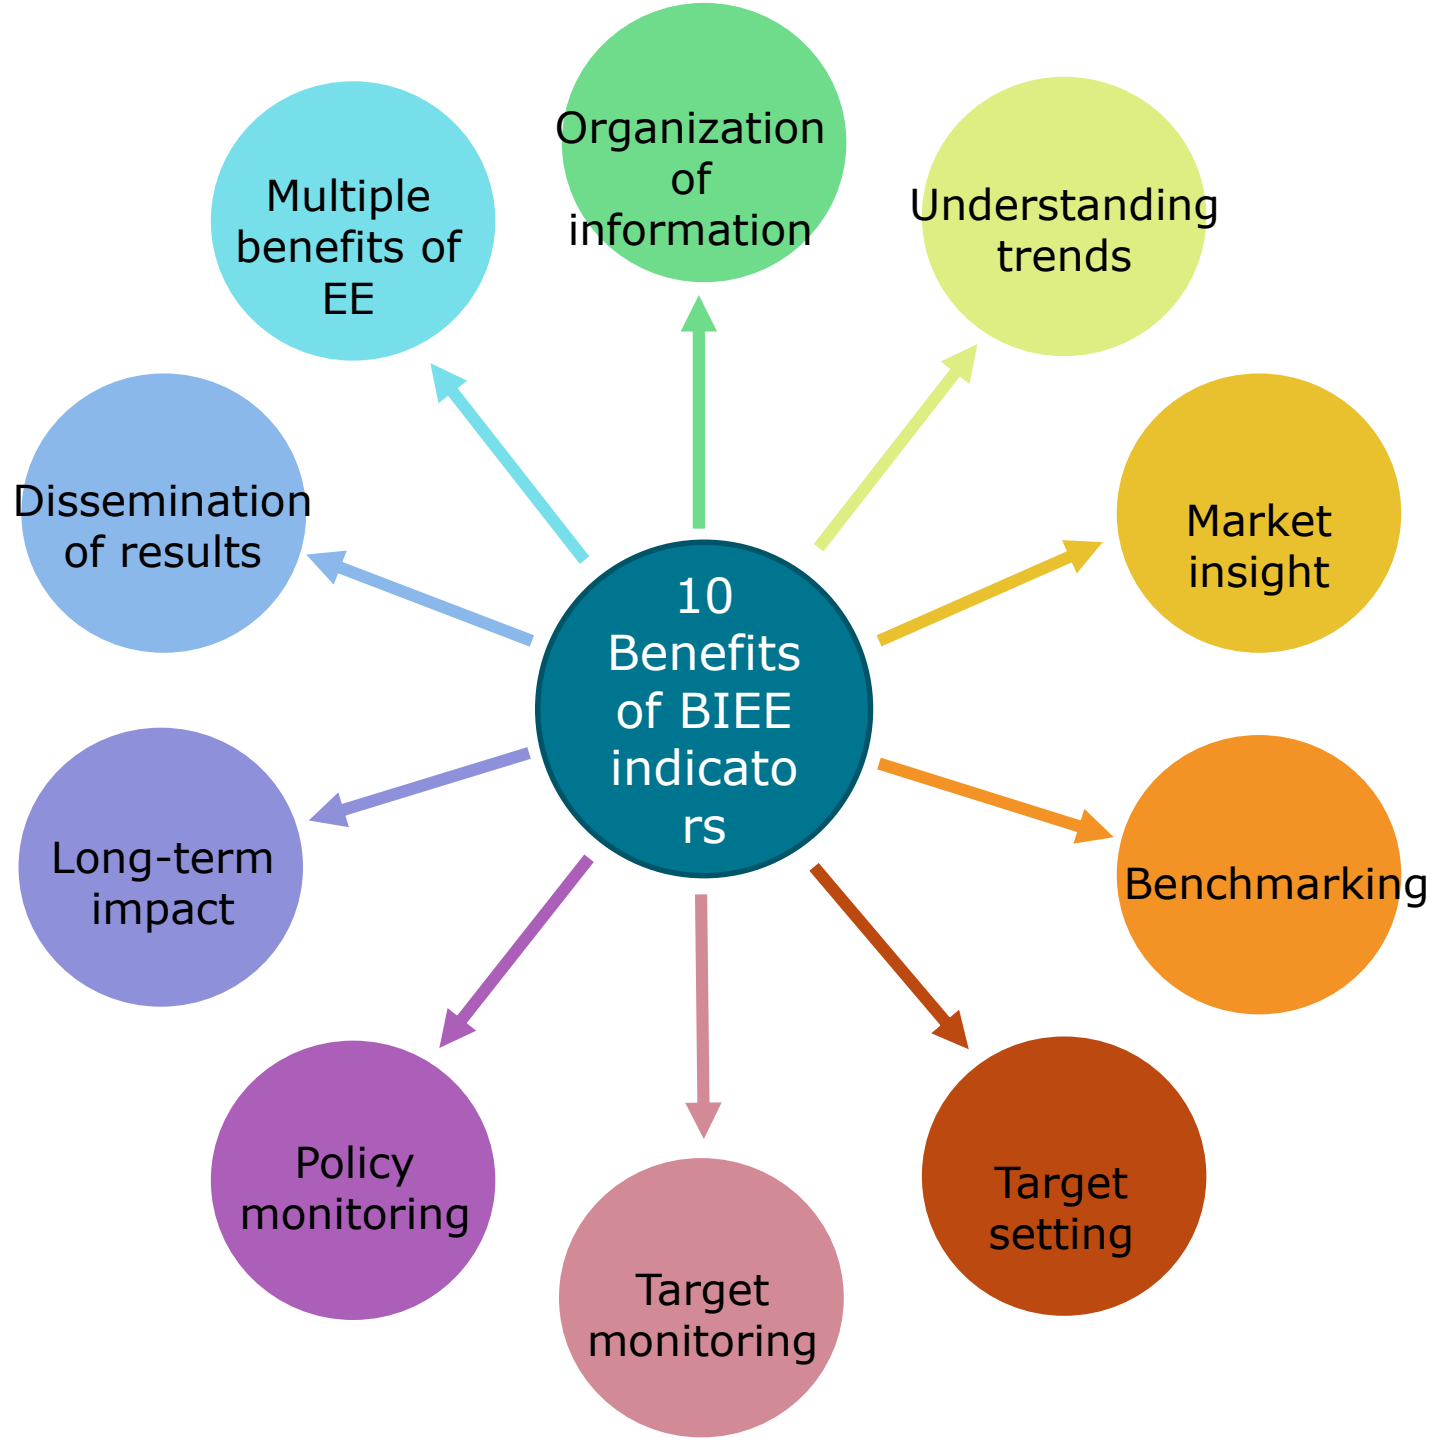 Organization
of
information
Understanding
trends
Market
insight
Benchmarking
Target
setting
Target
monitoring
Policy
monitoring
Long-term
impact
Dissemination
of results
Multiple
benefits of
EE
10
Benefits
of BIEE
indicato
rs